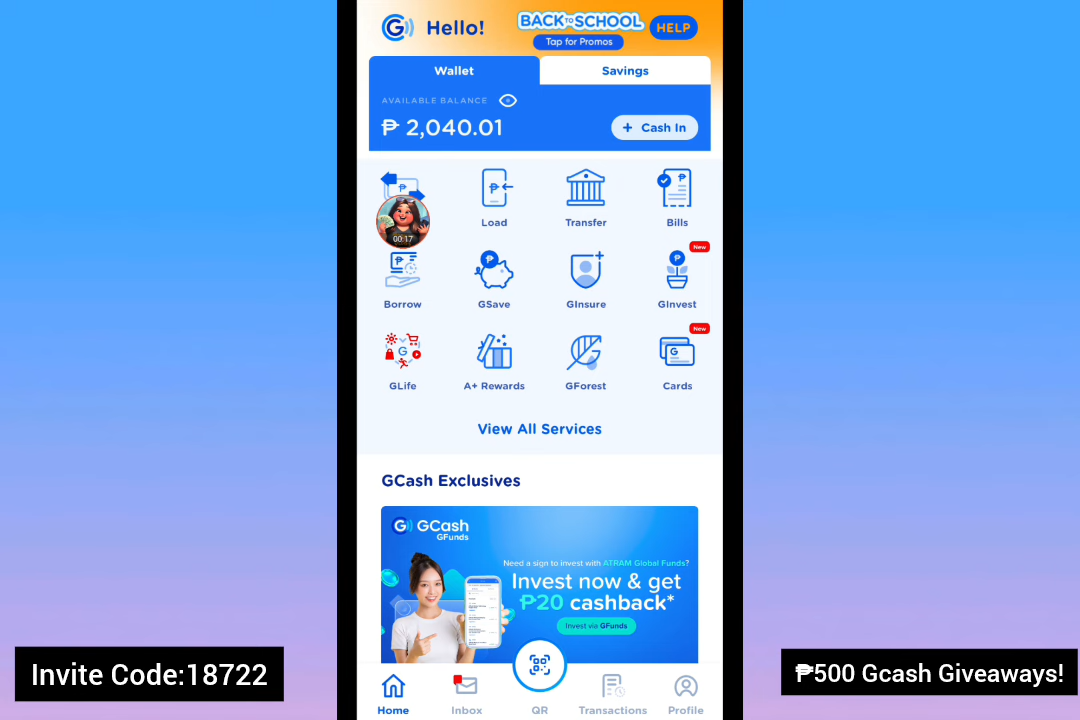 Hello!
BACK TO SCHOOL
Tap for Promos
HELP
Wallet
Savings
AVAILABLE BALANCE
₱ 2,040.01
+ Cash In
00:17
Load
Transfer
Bills
New
Borrow
GSave
GInsure
GInvest
New
GLife
A+ Rewards
GForest
Cards
View All Services
GCash Exclusives
GCash
GFunds
Need a sign to invest with ATRAM Global Funds?
Invest now & get
₱20 cashback*
Invest via GFunds
Home
Inbox
QR
Transactions
Profile
Invite Code:18722
₱500 Gcash Giveaways!